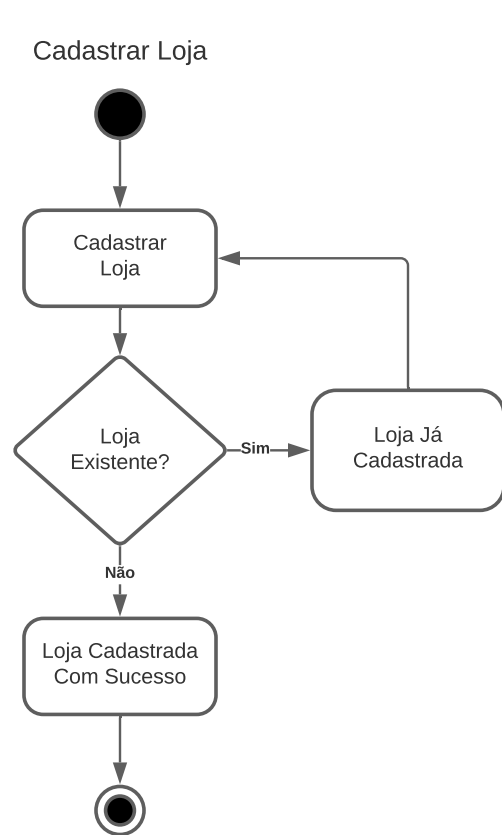 Cadastrar Loja
Cadastrar
Loja
Loja
Existente?
Sim
Loja Já
Cadastrada
Não
Loja Cadastrada
Com Sucesso